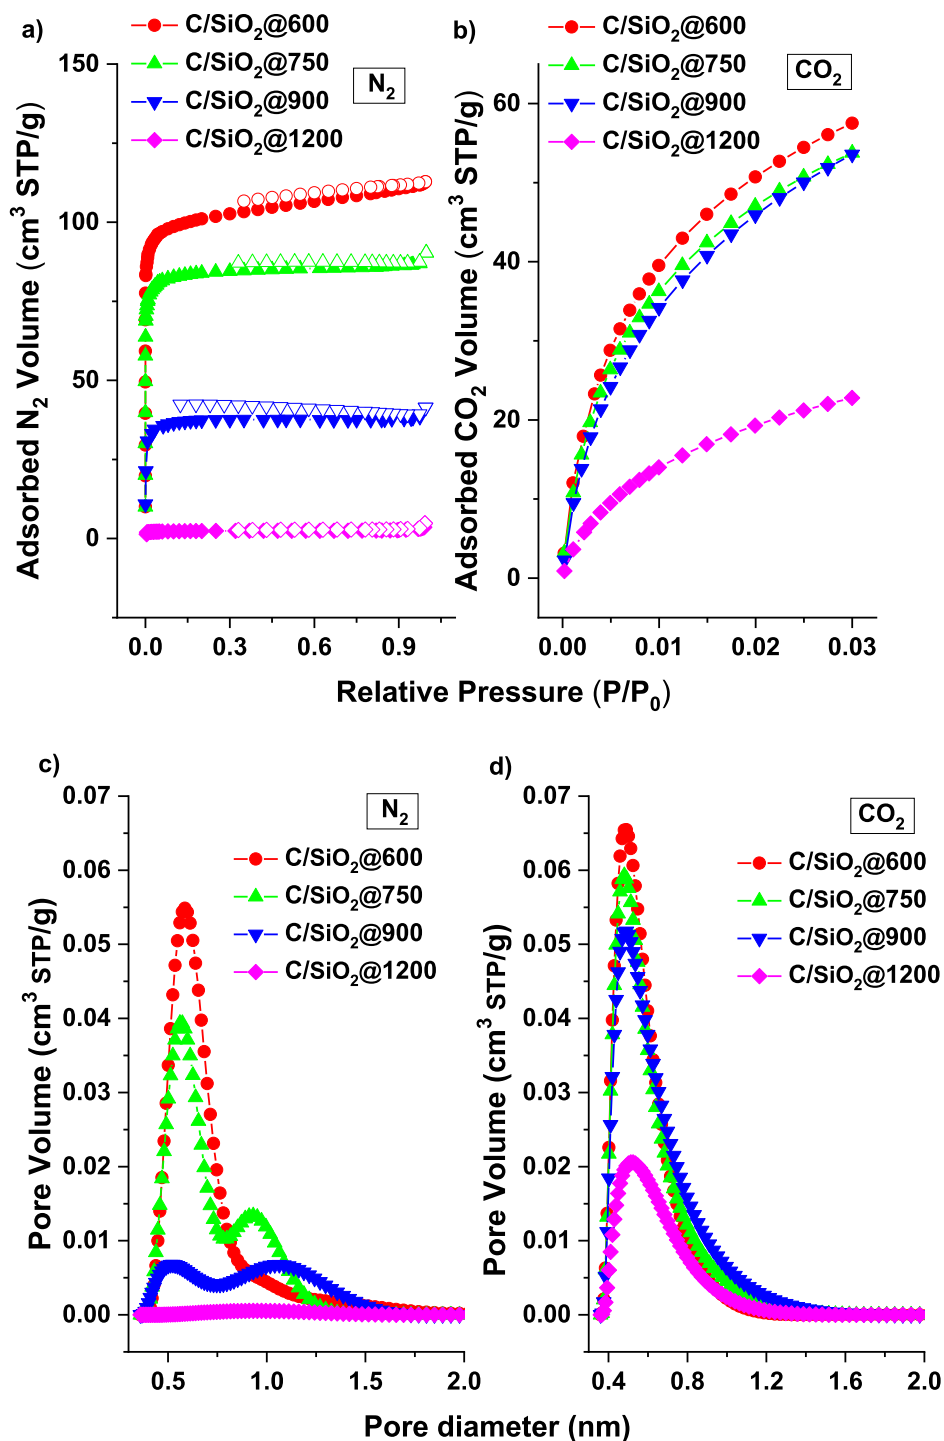 a)
C/SiO₂@600
C/SiO₂@750
C/SiO₂@900
C/SiO₂@1200
N₂
Adsorbed N₂ Volume (cm³ STP/g)
150
100
50
0
0.0 0.3 0.6 0.9
b)
C/SiO₂@600
C/SiO₂@750
C/SiO₂@900
C/SiO₂@1200
CO₂
Adsorbed CO₂ Volume (cm³ STP/g)
60
40
20
0
0.00 0.01 0.02 0.03
Relative Pressure (P/P₀)
c)
N₂
C/SiO₂@600
C/SiO₂@750
C/SiO₂@900
C/SiO₂@1200
Pore Volume (cm³ STP/g)
0.07
0.06
0.05
0.04
0.03
0.02
0.01
0.00
0.5 1.0 1.5 2.0
d)
CO₂
C/SiO₂@600
C/SiO₂@750
C/SiO₂@900
C/SiO₂@1200
Pore Volume (cm³ STP/g)
0.07
0.06
0.05
0.04
0.03
0.02
0.01
0.00
0.4 0.8 1.2 1.6 2.0
Pore diameter (nm)